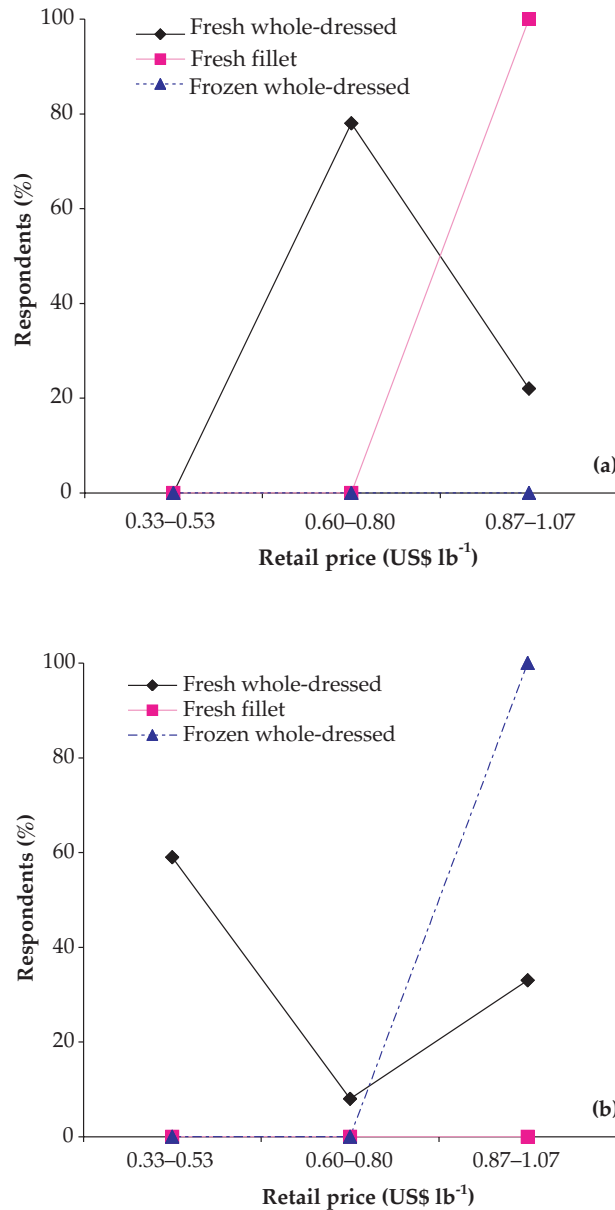 100
Fresh whole-dressed
Fresh fillet
80
Frozen whole-dressed
60
Respondents (%)
40
20
(a)
0
0.33–0.53
0.60–0.80
0.87–1.07
Retail price (US$ lb⁻¹)
100
Fresh whole-dressed
Fresh fillet
80
Frozen whole-dressed
60
Respondents (%)
40
20
(b)
0
0.33–0.53
0.60–0.80
0.87–1.07
Retail price (US$ lb⁻¹)